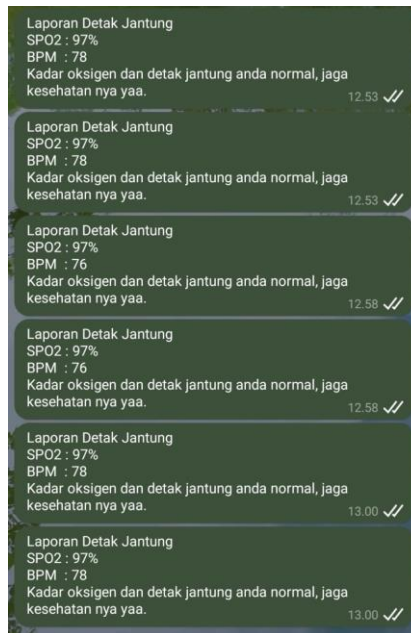 Laporan Detak Jantung
SPO2 : 97%
BPM : 78
Kadar oksigen dan detak jantung anda normal, jaga
kesehatan nya yaa.
12.53
Laporan Detak Jantung
SPO2 : 97%
BPM : 78
Kadar oksigen dan detak jantung anda normal, jaga
kesehatan nya yaa.
12.53
Laporan Detak Jantung
SPO2 : 97%
BPM : 76
Kadar oksigen dan detak jantung anda normal, jaga
kesehatan nya yaa.
12.58
Laporan Detak Jantung
SPO2 : 97%
BPM : 76
Kadar oksigen dan detak jantung anda normal, jaga
kesehatan nya yaa.
12.58
Laporan Detak Jantung
SPO2 : 97%
BPM : 78
Kadar oksigen dan detak jantung anda normal, jaga
kesehatan nya yaa.
13.00
Laporan Detak Jantung
SPO2 : 97%
BPM : 78
Kadar oksigen dan detak jantung anda normal, jaga
kesehatan nya yaa.
13.00